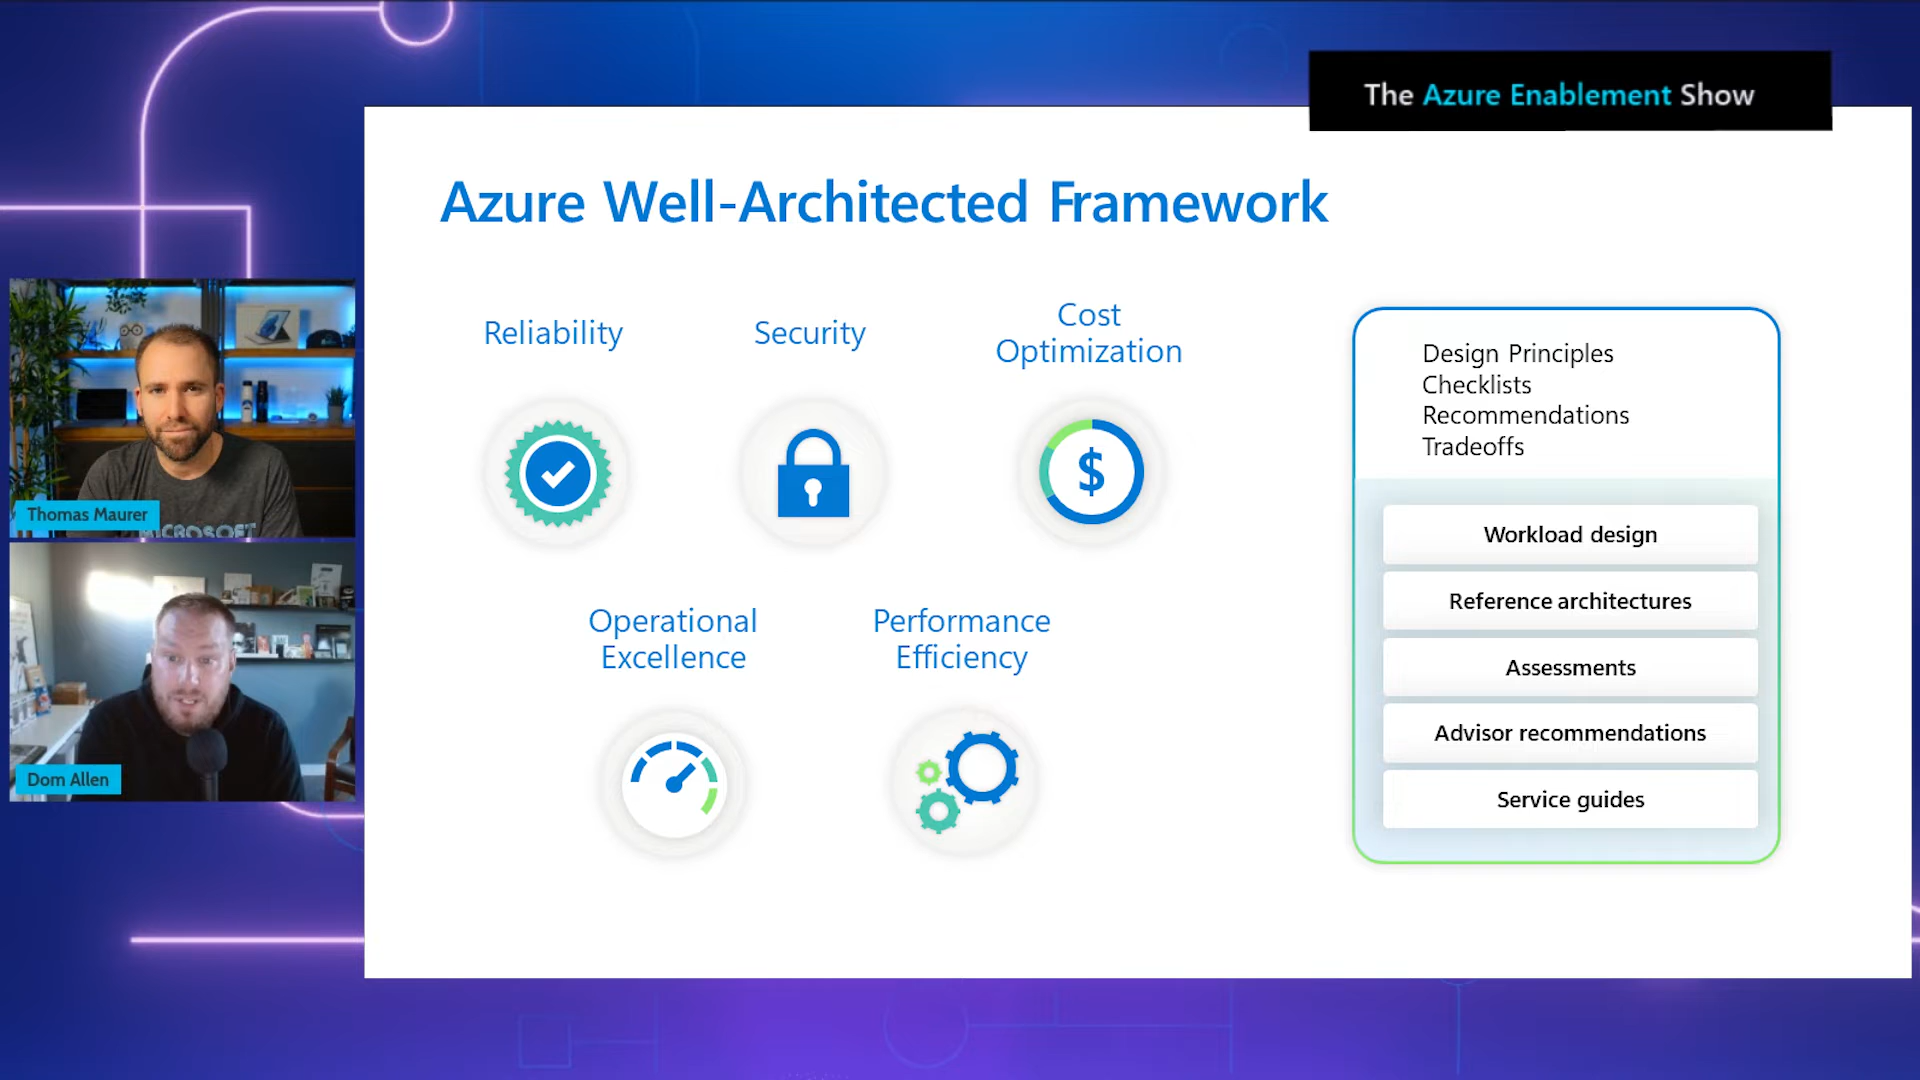 The Azure Enablement Show
Azure Well-Architected Framework
Reliability
Security
Cost
Optimization
$
Operational
Excellence
Performance
Efficiency
Design Principles
Checklists
Recommendations
Tradeoffs
Workload design
Reference architectures
Assessments
Advisor recommendations
Service guides
Thomas Maurer
MICROSOFT
Dom Allen